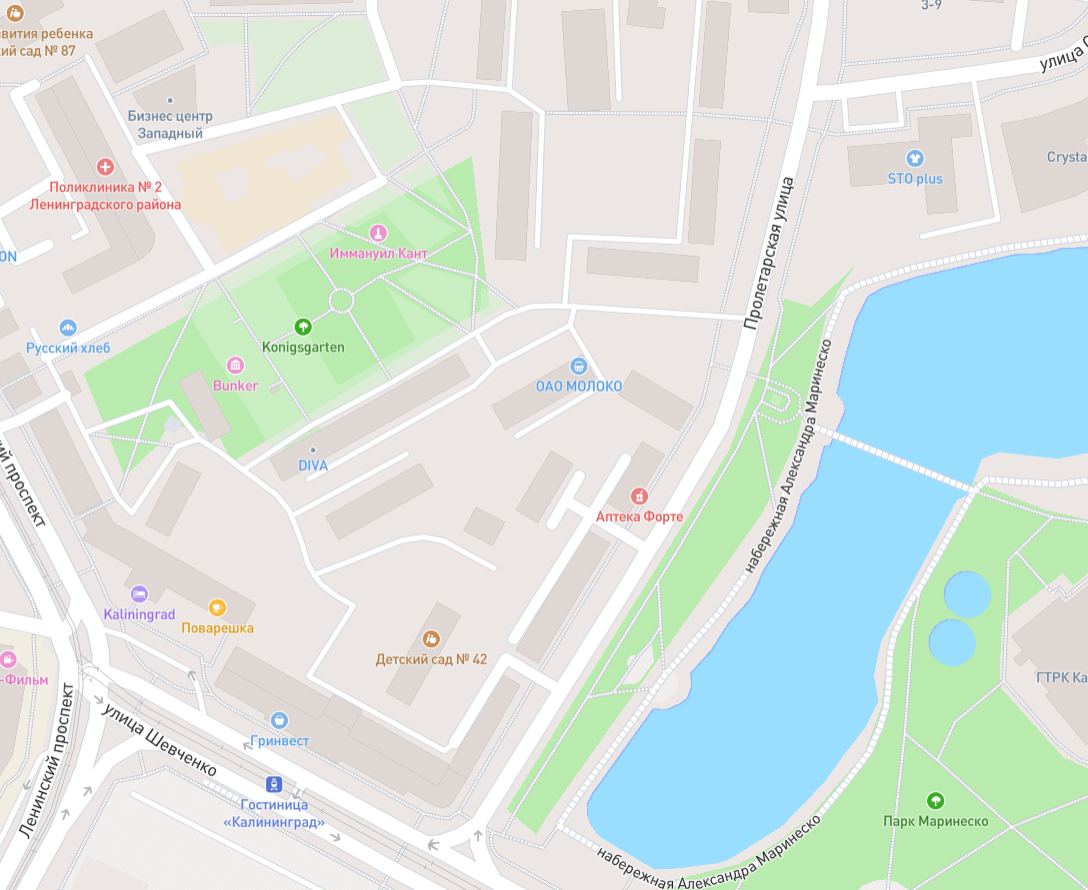 3-9
звития ребенка
кий сад № 87
улица
Бизнес центр
Западный
Crysta
STO plus
Поликлиника № 2
Ленинградского района
Пролетарская улица
ON
Иммануил Кант
Русский хлеб
Konigsgarten
Bunker
ОАО МОЛОКО
набережная Александра Маринеско
DIVA
ий проспект
Аптека Форте
Kaliningrad
Поварешка
Детский сад № 42
-Фильм
ГТРК Ка
Ленинский проспект
улица Шевченко
Гринвест
Гостиница
«Калининград»
Парк Маринеско
набережная Александра Маринеско